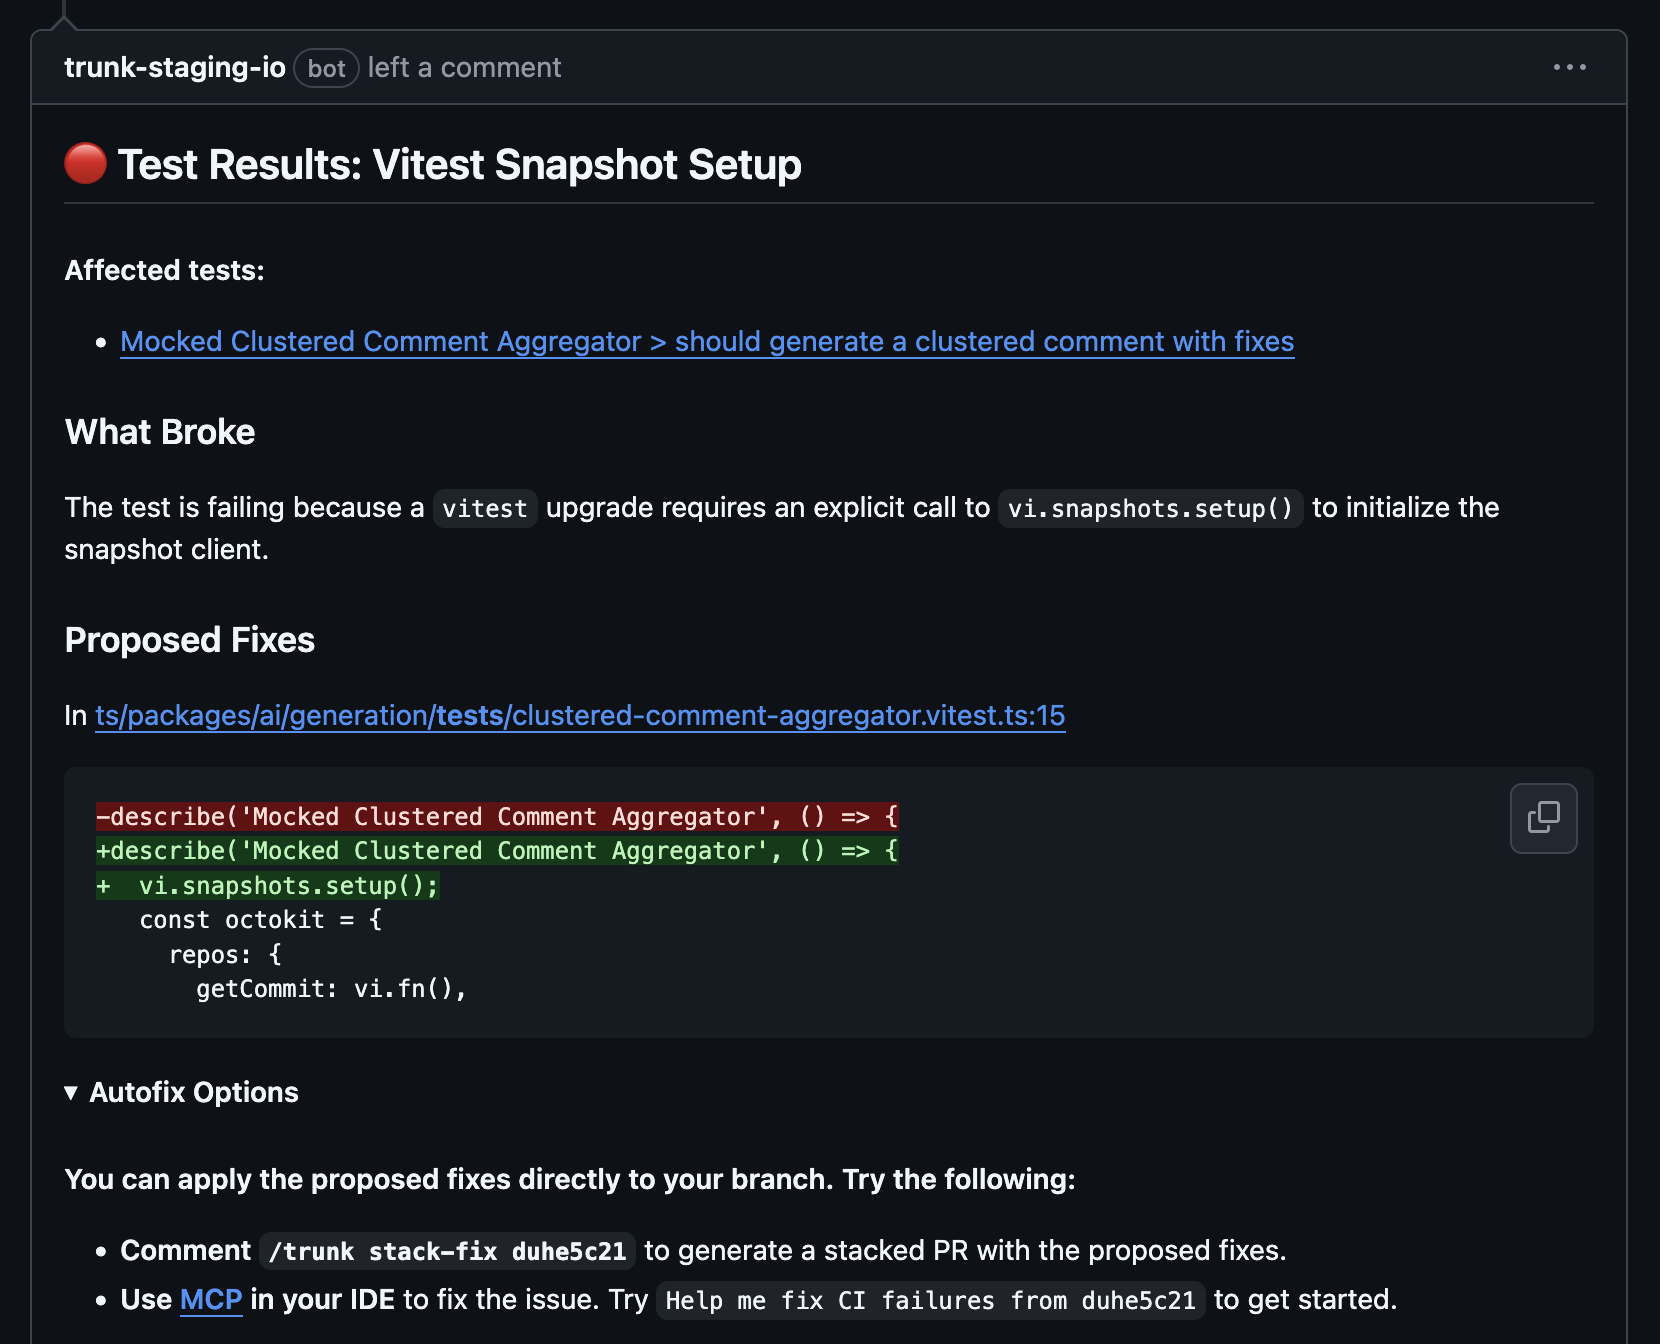 trunk-staging-io bot left a comment
Test Results: Vitest Snapshot Setup
Affected tests:
Mocked Clustered Comment Aggregator > should generate a clustered comment with fixes
What Broke
The test is failing because a vitest upgrade requires an explicit call to vi.snapshots.setup() to initialize the
snapshot client.
Proposed Fixes
In ts/packages/ai/generation/tests/clustered-comment-aggregator.vitest.ts:15
-describe('Mocked Clustered Comment Aggregator', () => {
+describe('Mocked Clustered Comment Aggregator', () => {
+  vi.snapshots.setup();
   const octokit = {
     repos: {
       getCommit: vi.fn(),
▼ Autofix Options
You can apply the proposed fixes directly to your branch. Try the following:
Comment /trunk stack-fix duhe5c21 to generate a stacked PR with the proposed fixes.
Use MCP in your IDE to fix the issue. Try Help me fix CI failures from duhe5c21 to get started.